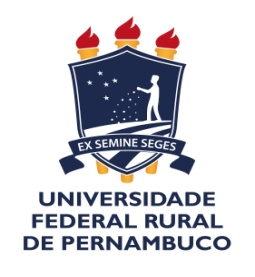 EX SEMINE SEGES
UNIVERSIDADE
FEDERAL RURAL
DE PERNAMBUCO